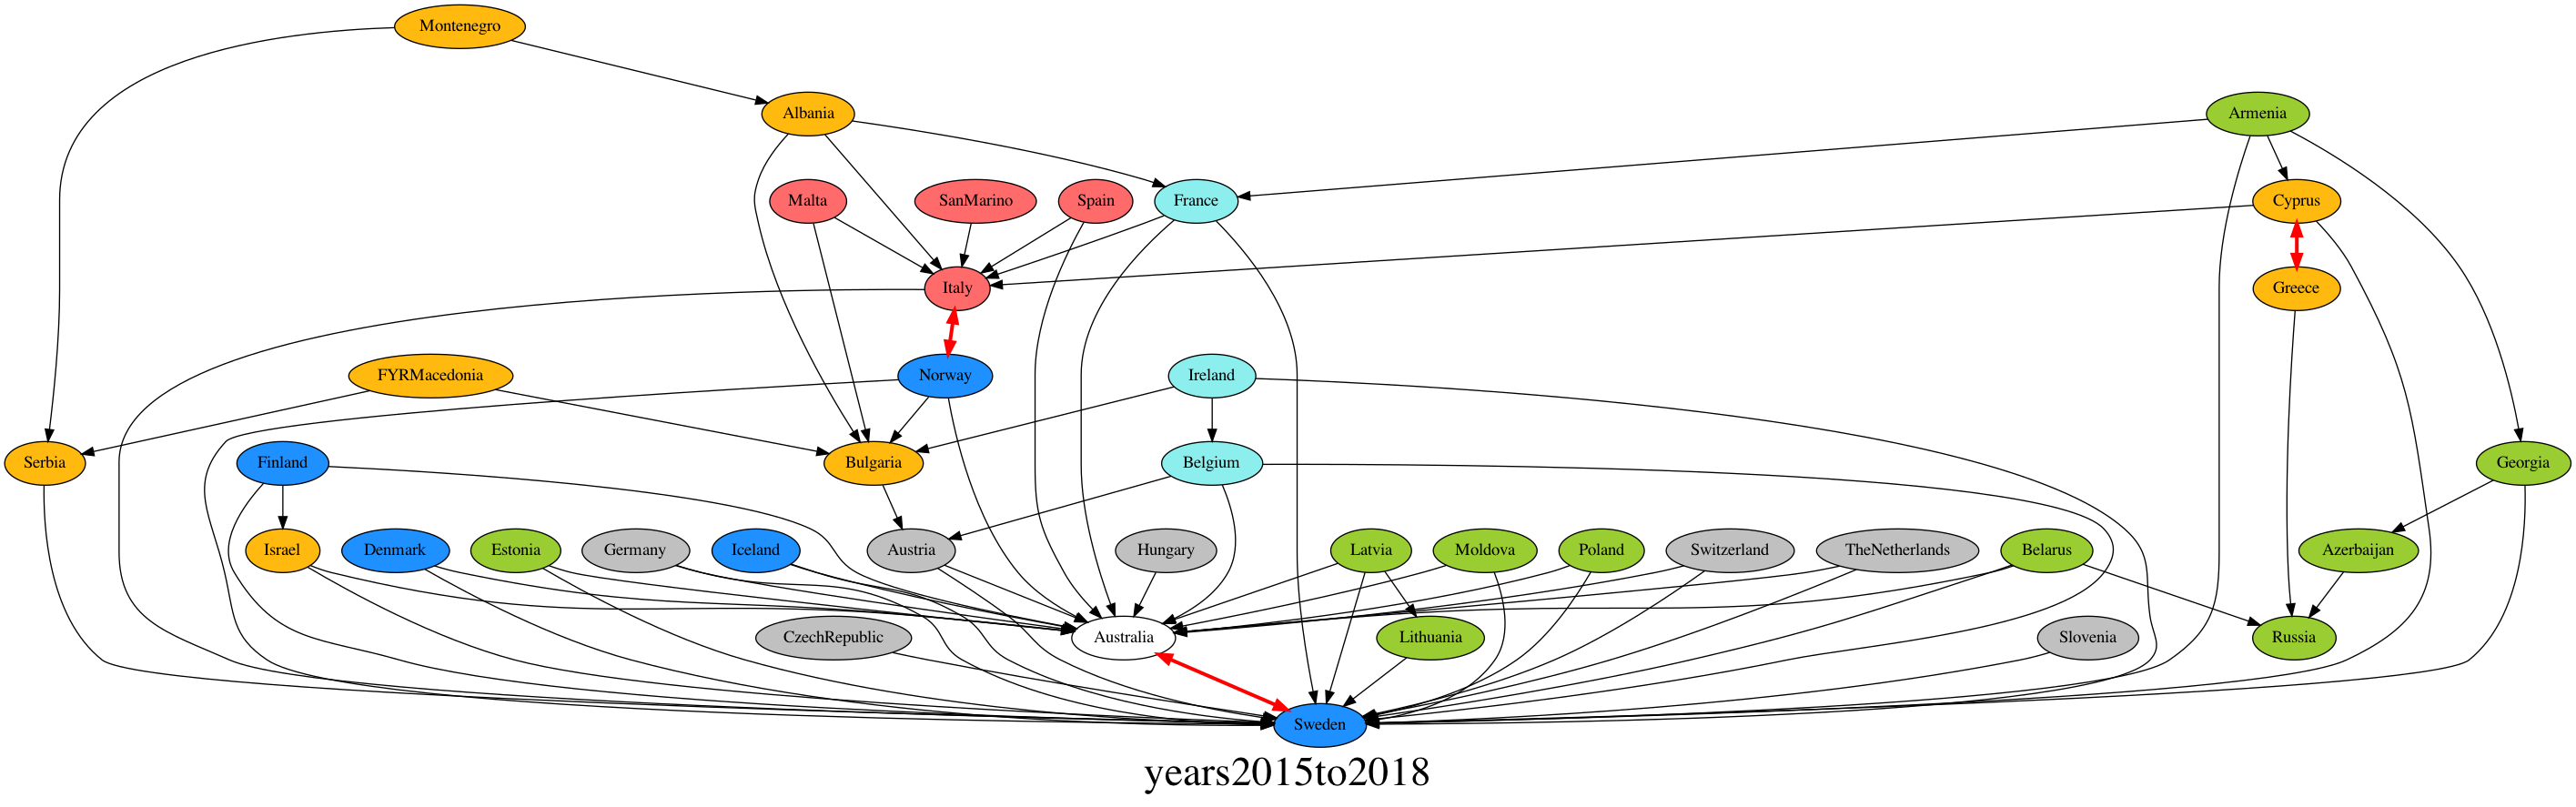 Montenegro
Albania
Armenia
Malta
SanMarino
Spain
France
Cyprus
Italy
Greece
FYRMacedonia
Norway
Ireland
Serbia
Finland
Bulgaria
Belgium
Georgia
Israel
Denmark
Estonia
Germany
Iceland
Austria
Hungary
Latvia
Moldova
Poland
Switzerland
TheNetherlands
Belarus
Azerbaijan
CzechRepublic
Australia
Lithuania
Slovenia
Russia
Sweden
years2015to2018